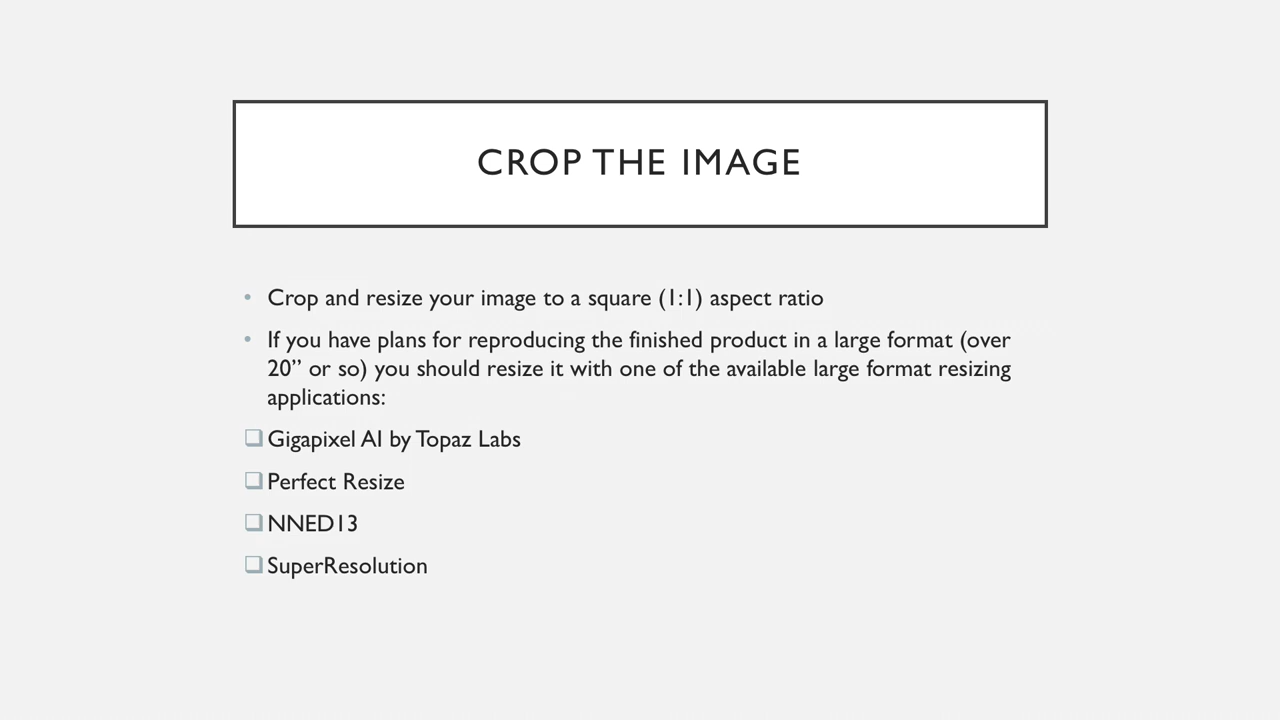 CROP THE IMAGE
• Crop and resize your image to a square (1:1) aspect ratio
• If you have plans for reproducing the finished product in a large format (over
20” or so) you should resize it with one of the available large format resizing
applications:
❑ Gigapixel AI by Topaz Labs
❑ Perfect Resize
❑ NNED13
❑ SuperResolution